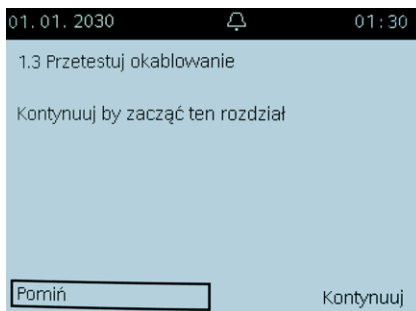 01. 01. 2030 01:30
1.3 Przetestuj okablowanie
Kontynuuj by zacząć ten rozdział
Pomiń Kontynuuj